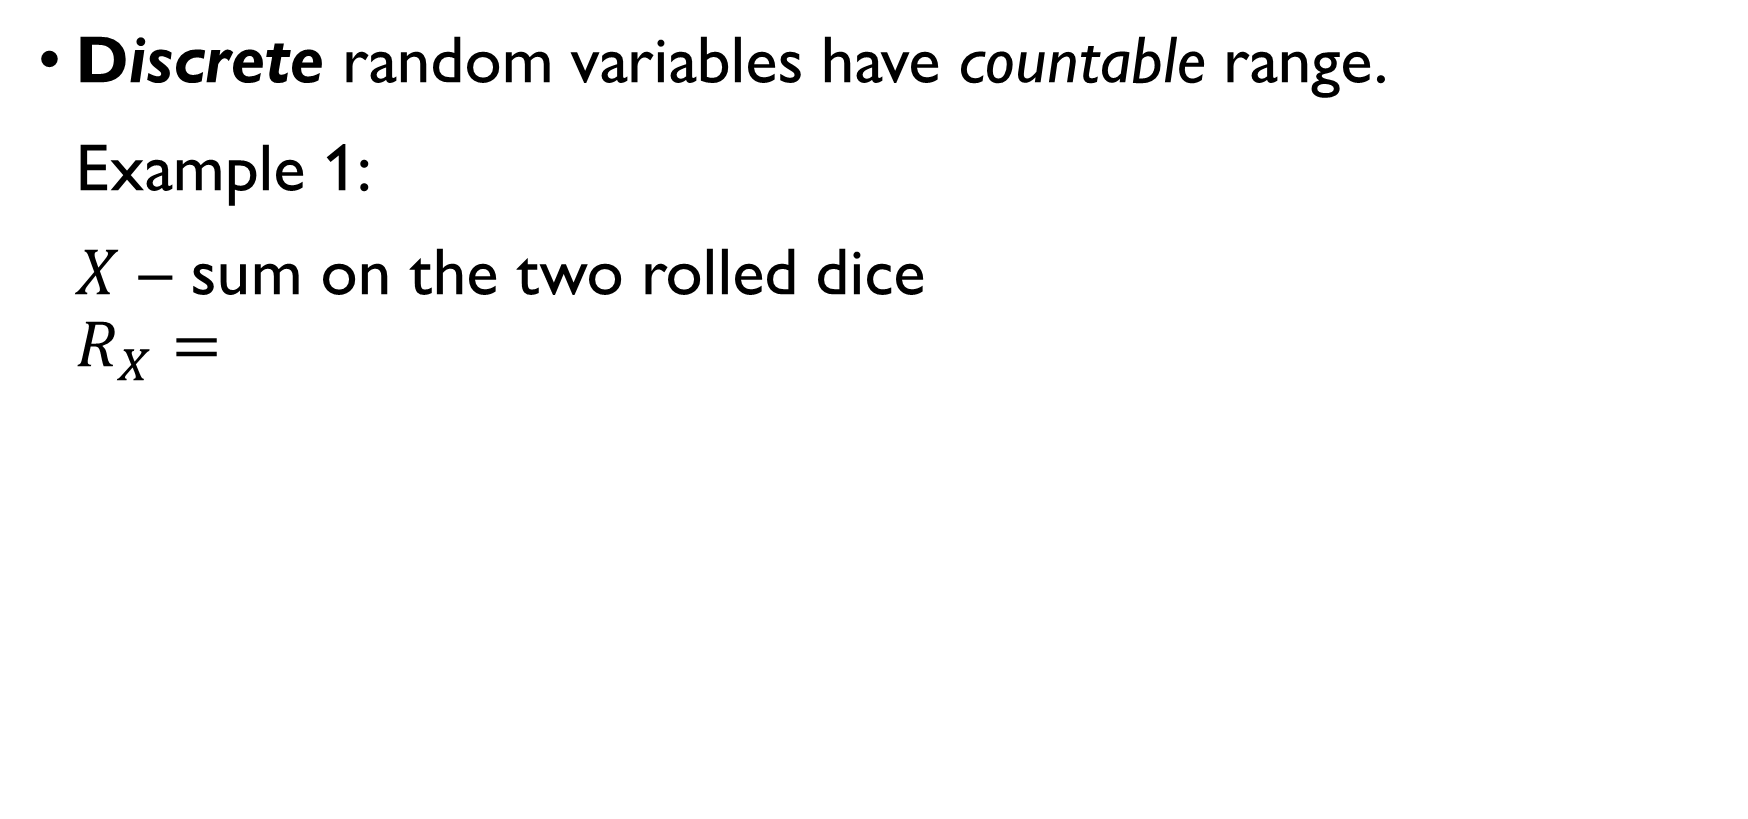 • Discrete random variables have countable range.
Example 1:
X – sum on the two rolled dice
R_X =